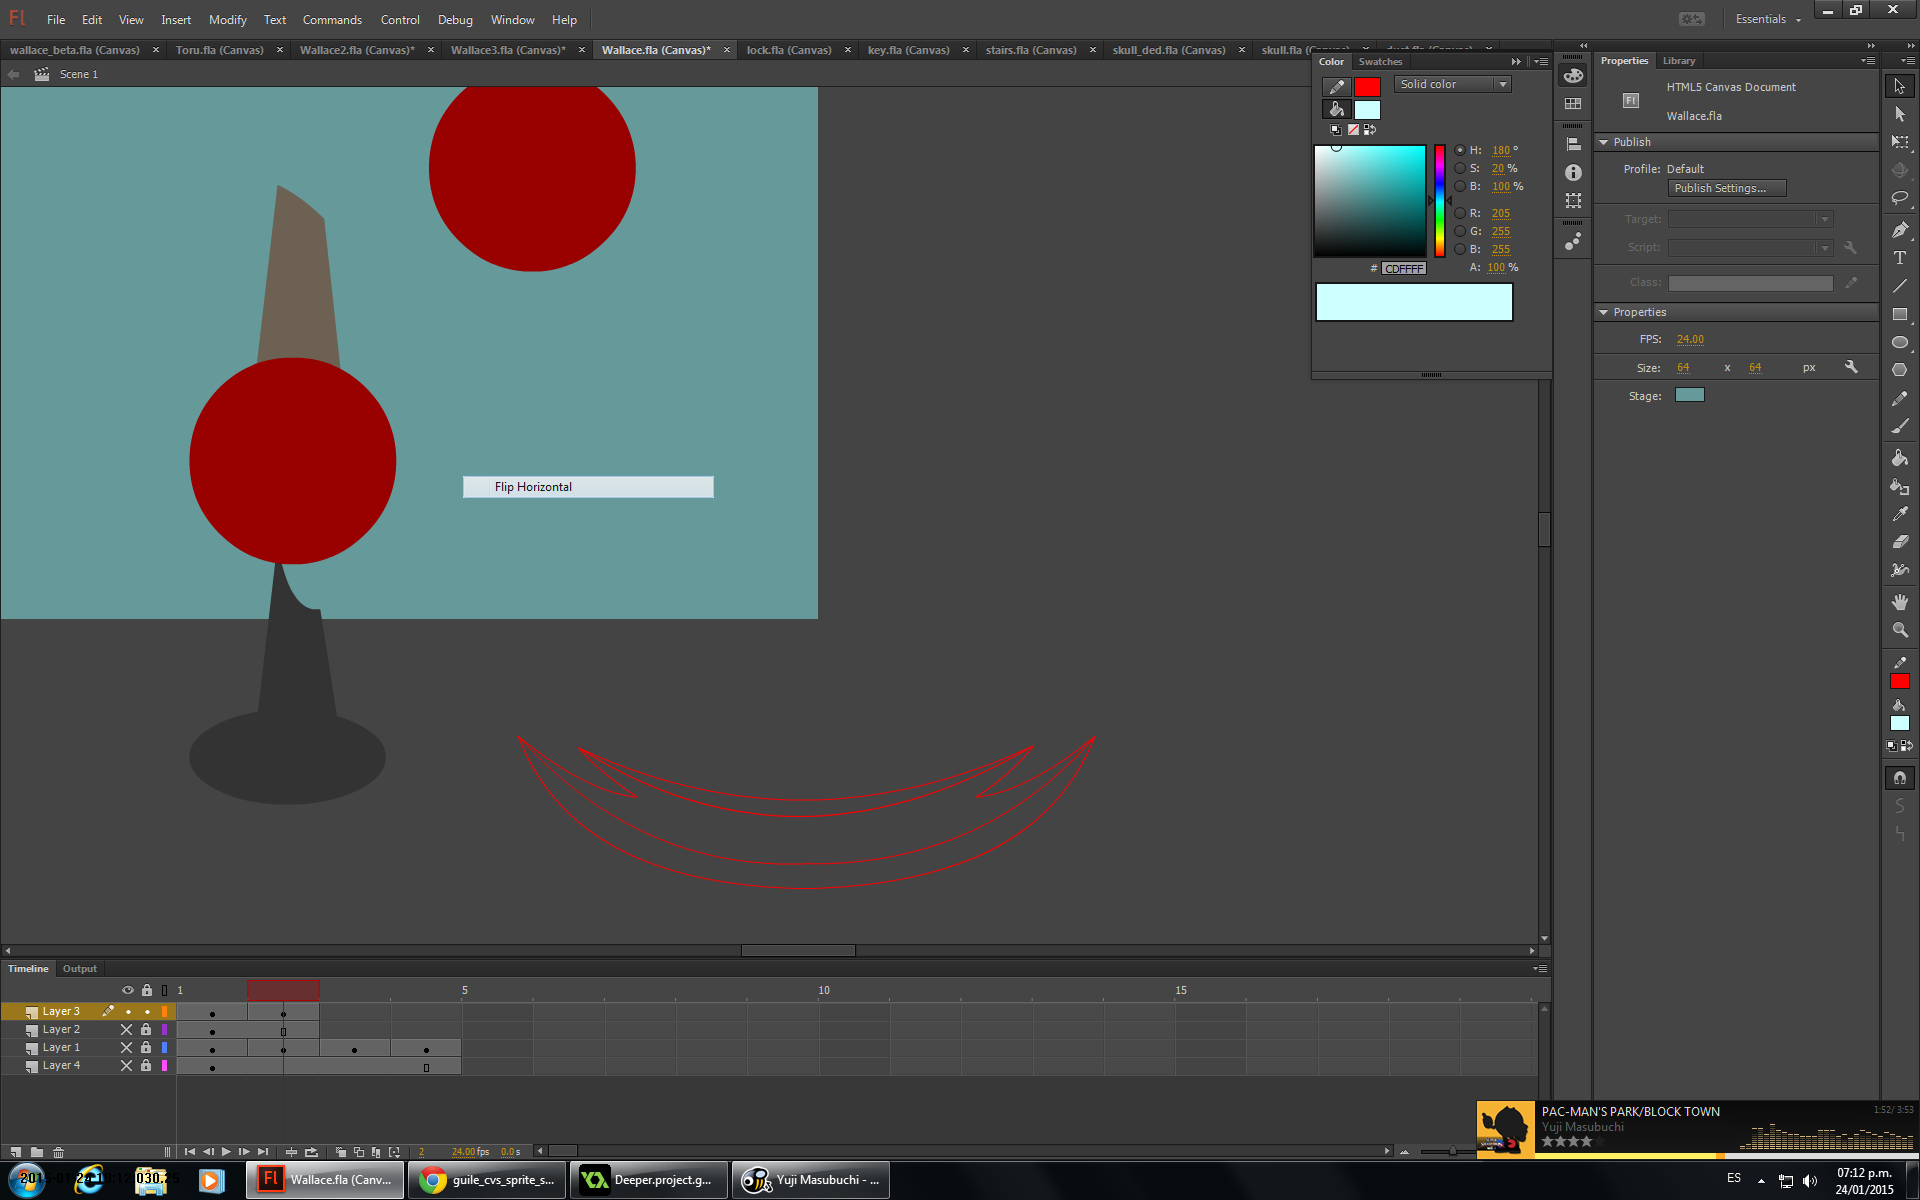 Fl File Edit View Insert Modify Text Commands Control Debug Window Help Essentials
wallace_beta.fla (Canvas) × Toru.fla (Canvas) × Wallace2.fla (Canvas)* × Wallace3.fla (Canvas)* × Wallace.fla (Canvas)* × lock.fla (Canvas) × key.fla (Canvas) × stairs.fla (Canvas) × skull_ded.fla (Canvas) × skull.fla
Scene 1
Color Swatches
Solid color
H: 180 °
S: 20 %
B: 100 %
R: 205
G: 255
B: 255
# CDFFFF A: 100 %
Properties Library
HTML5 Canvas Document
Fl
Wallace.fla
Publish
Profile: Default
Publish Settings...
Target:
Script:
Class:
Properties
FPS: 24.00
Size: 64 x 64 px
Stage:
Flip Horizontal
Timeline Output
1 5 10 15
Layer 3
Layer 2
Layer 1
Layer 4
2 24.00 fps 0.0 s
PAC-MAN'S PARK/BLOCK TOWN 1:52/ 3:53
Yuji Masubuchi
Wallace.fla (Canv...
guile_cvs_sprite_s...
Deeper.project.g...
Yuji Masubuchi - ...
ES
07:12 p.m.
24/01/2015